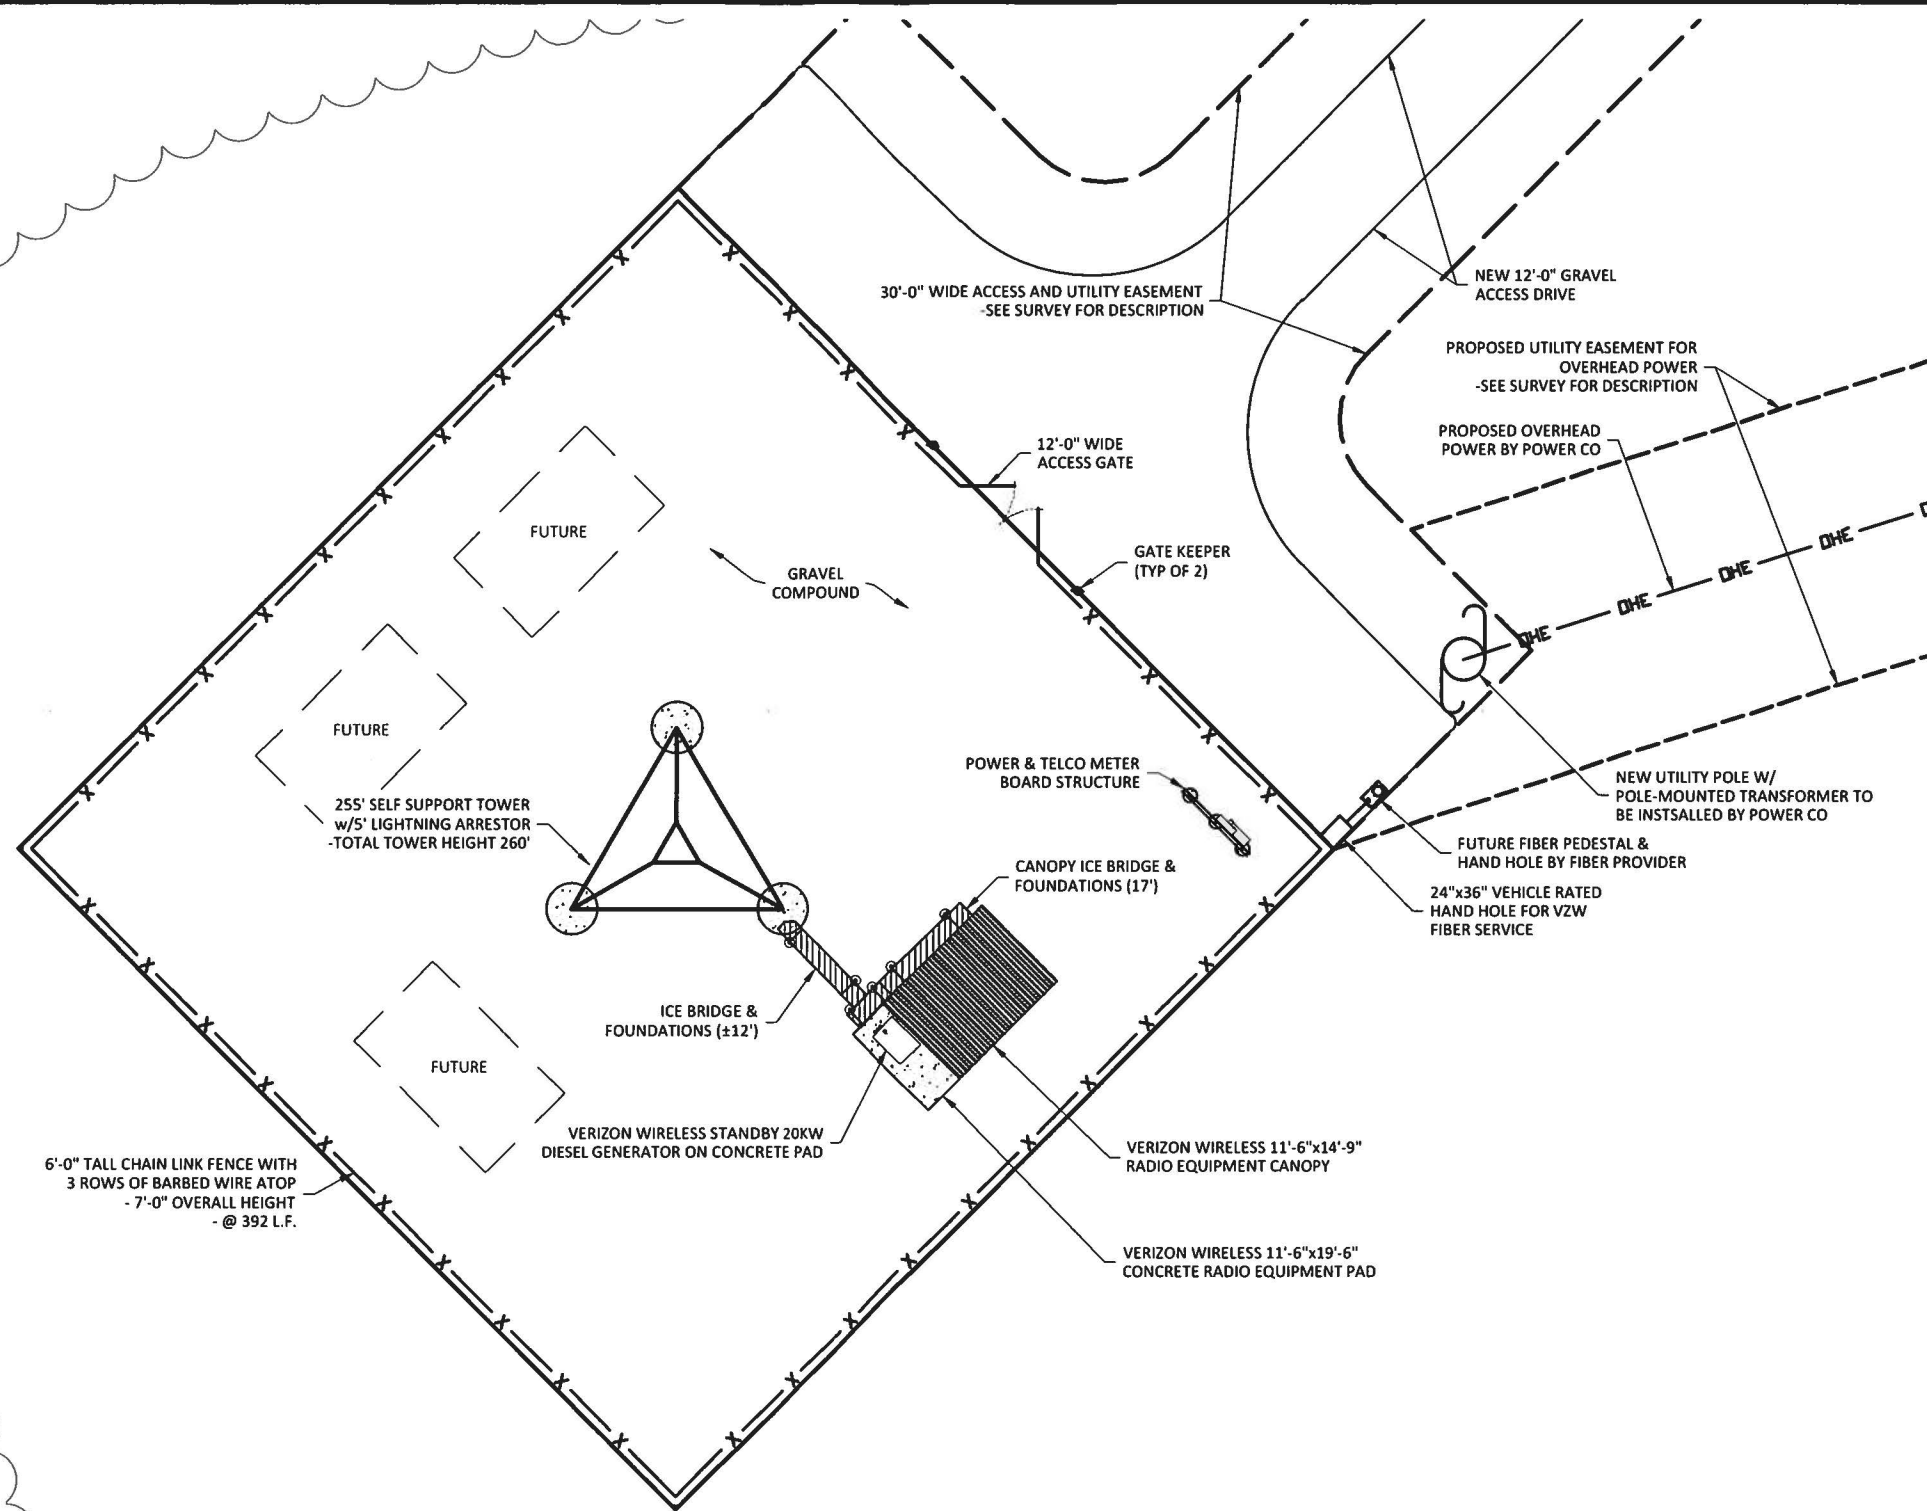 30'-0" WIDE ACCESS AND UTILITY EASEMENT
-SEE SURVEY FOR DESCRIPTION
NEW 12'-0" GRAVEL
ACCESS DRIVE
PROPOSED UTILITY EASEMENT FOR
OVERHEAD POWER
-SEE SURVEY FOR DESCRIPTION
PROPOSED OVERHEAD
POWER BY POWER CO
12'-0" WIDE
ACCESS GATE
GATE KEEPER
(TYP OF 2)
FUTURE
GRAVEL
COMPOUND
OHE
OHE
OHE
OHE
FUTURE
POWER & TELCO METER
BOARD STRUCTURE
255' SELF SUPPORT TOWER
w/5' LIGHTNING ARRESTOR
-TOTAL TOWER HEIGHT 260'
NEW UTILITY POLE W/
POLE-MOUNTED TRANSFORMER TO
BE INSTSALLED BY POWER CO
FUTURE FIBER PEDESTAL &
HAND HOLE BY FIBER PROVIDER
CANOPY ICE BRIDGE &
FOUNDATIONS (17')
24"x36" VEHICLE RATED
HAND HOLE FOR VZW
FIBER SERVICE
ICE BRIDGE &
FOUNDATIONS (±12')
FUTURE
VERIZON WIRELESS STANDBY 20KW
DIESEL GENERATOR ON CONCRETE PAD
VERIZON WIRELESS 11'-6"x14'-9"
RADIO EQUIPMENT CANOPY
6'-0" TALL CHAIN LINK FENCE WITH
3 ROWS OF BARBED WIRE ATOP
- 7'-0" OVERALL HEIGHT
- @ 392 L.F.
VERIZON WIRELESS 11'-6"x19'-6"
CONCRETE RADIO EQUIPMENT PAD